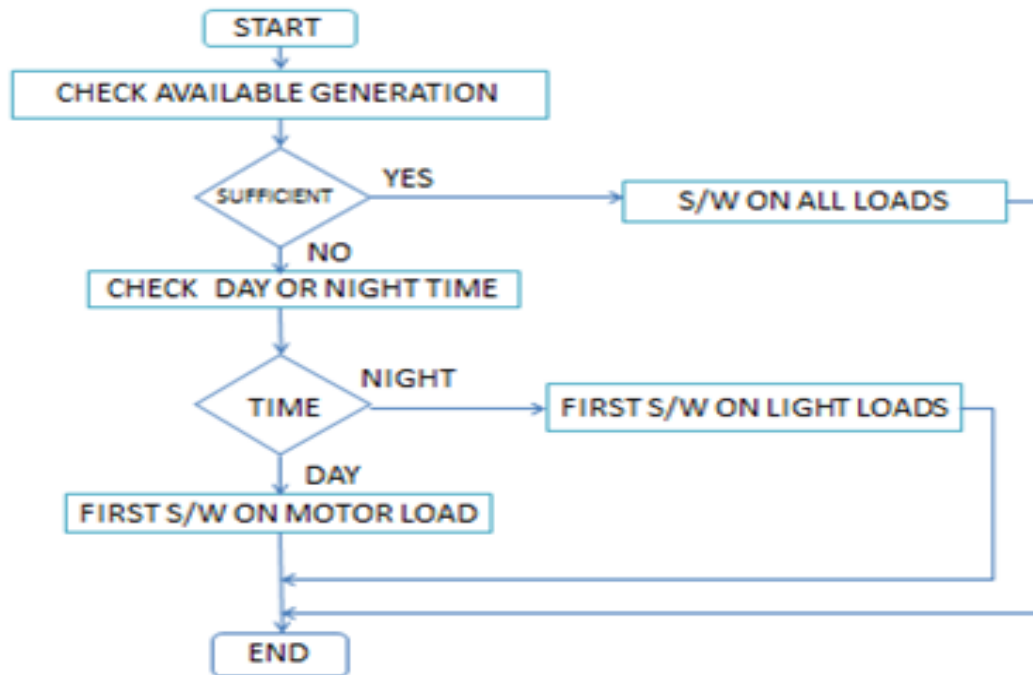 START
CHECK AVAILABLE GENERATION
SUFFICIENT
YES
S/W ON ALL LOADS
NO
CHECK DAY OR NIGHT TIME
TIME
NIGHT
FIRST S/W ON LIGHT LOADS
DAY
FIRST S/W ON MOTOR LOAD
END